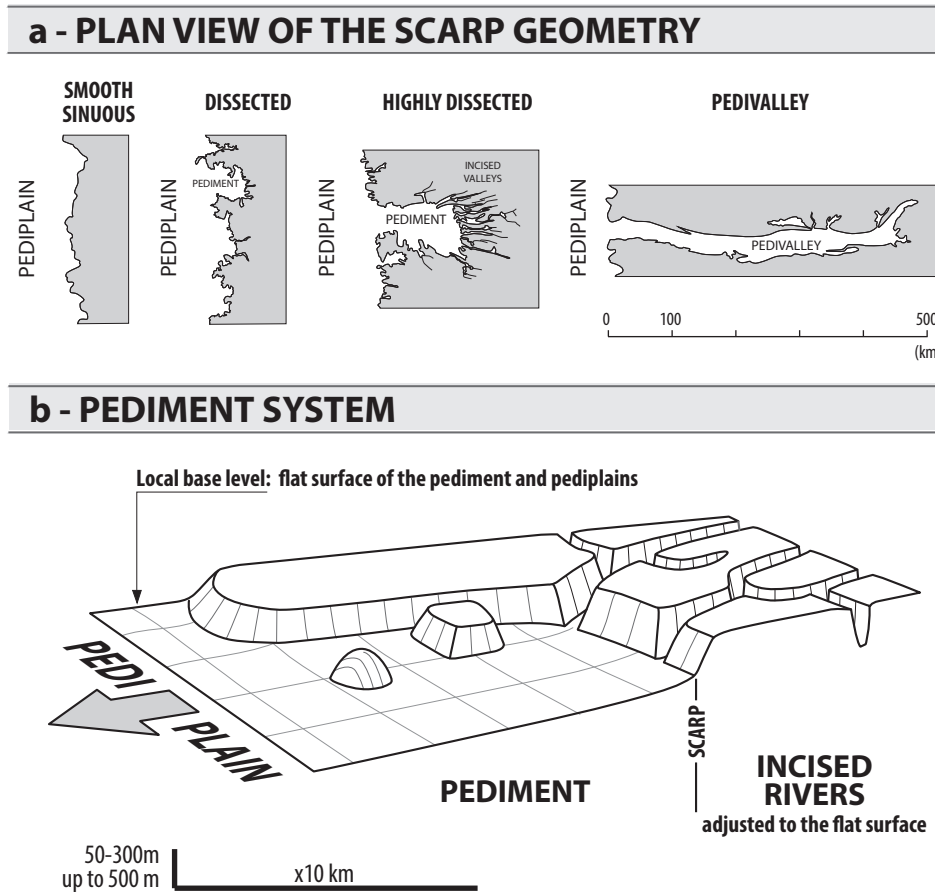 a - PLAN VIEW OF THE SCARP GEOMETRY
SMOOTH
SINUOUS
DISSECTED
HIGHLY DISSECTED
PEDIVALLEY
PEDIPLAIN
PEDIPLAIN
PEDIMENT
PEDIPLAIN
PEDIMENT
INCISED
VALLEYS
PEDIPLAIN
PEDIVALLEY
0 100 500
(km
b - PEDIMENT SYSTEM
Local base level: flat surface of the pediment and pediplains
PEDI
PLAIN
PEDIMENT
SCARP
INCISED
RIVERS
adjusted to the flat surface
50-300m
up to 500 m
x10 km